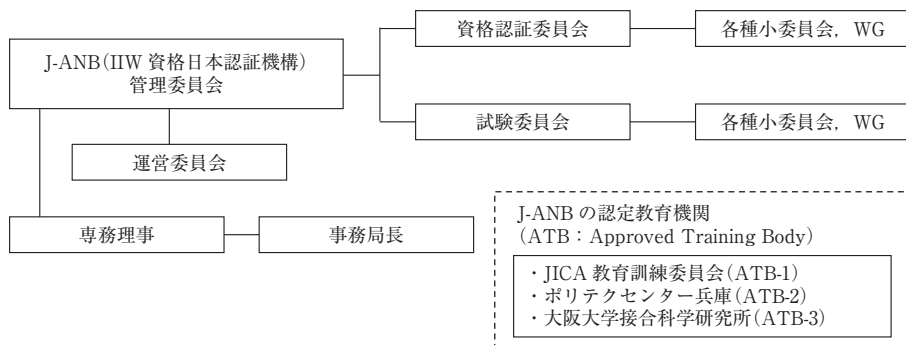 J-ANB(IIW 資格日本認証機構)
管理委員会
資格認証委員会
各種小委員会，WG
試験委員会
各種小委員会，WG
運営委員会
専務理事
事務局長
J-ANB の認定教育機関
(ATB：Approved Training Body)
・JICA 教育訓練委員会(ATB-1)
・ポリテクセンター兵庫(ATB-2)
・大阪大学接合科学研究所(ATB-3)